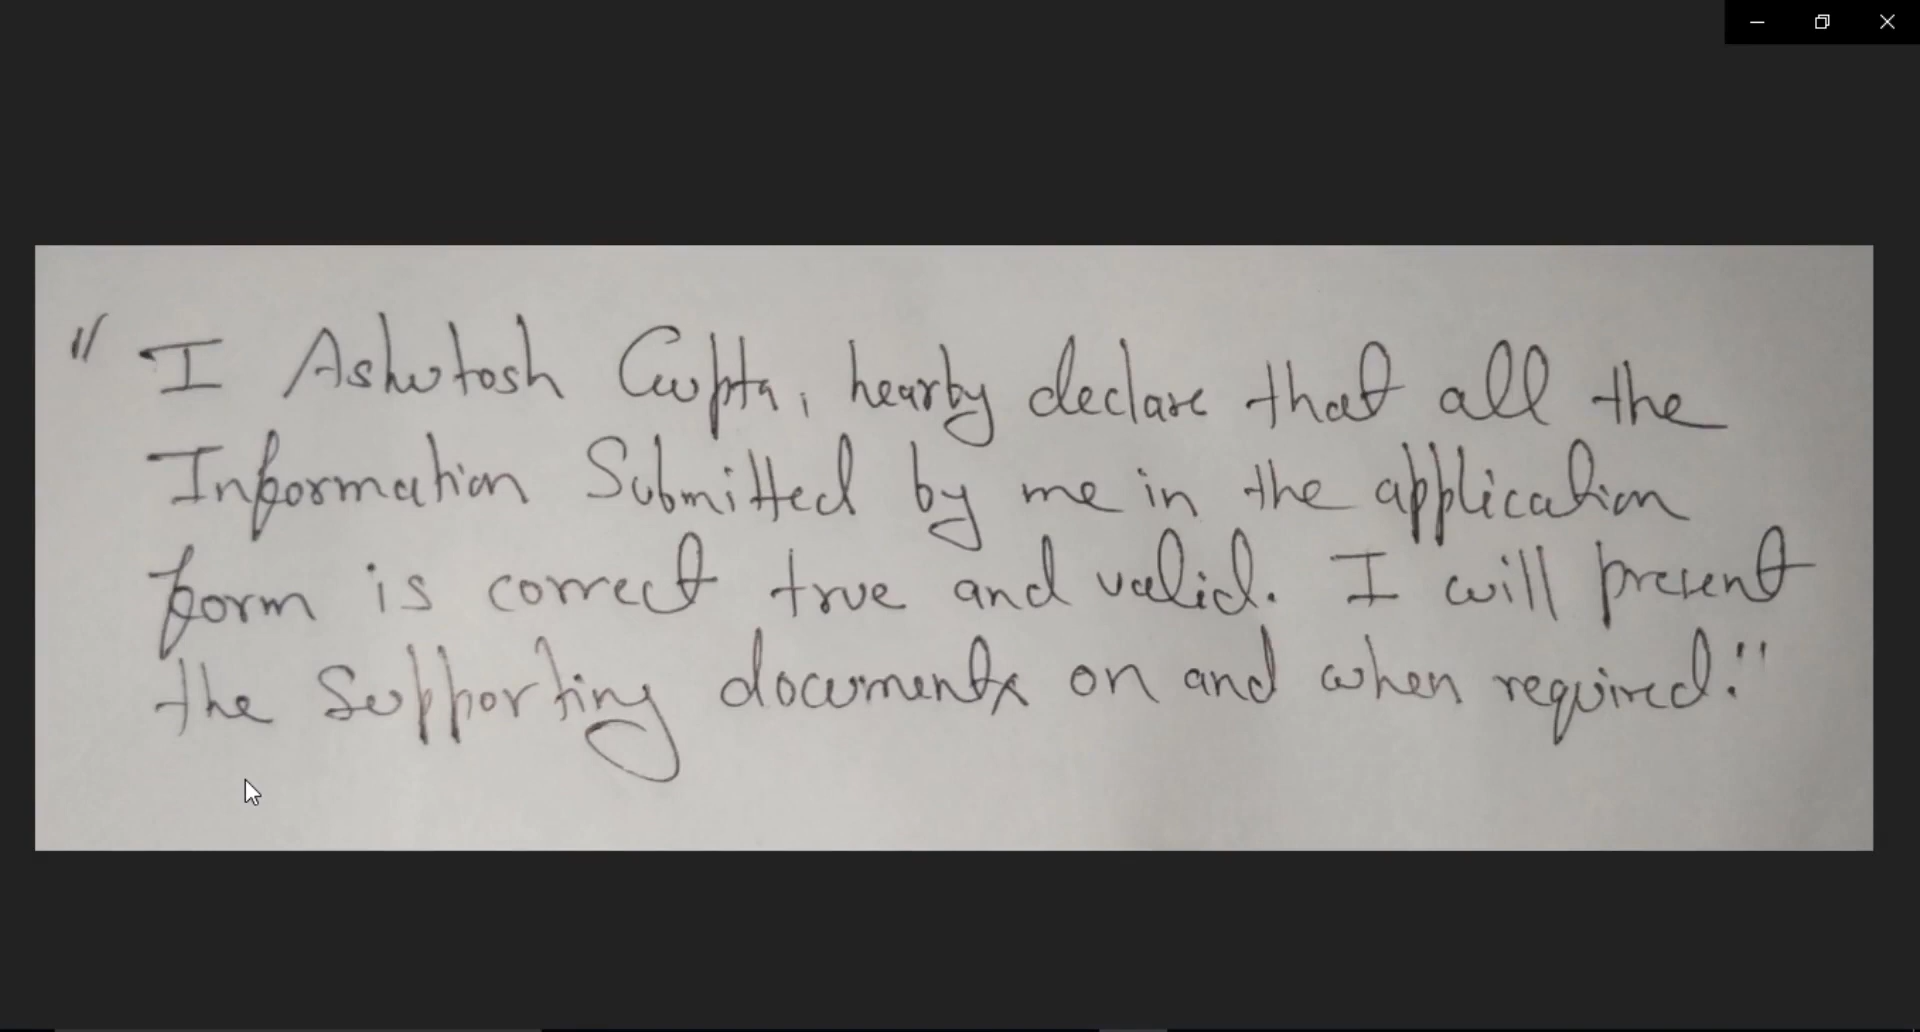 "I Ashutosh Gupta, hearby declare that all the
Information Submitted by me in the application
form is correct true and valid. I will present
the Supporting documents on and when required."